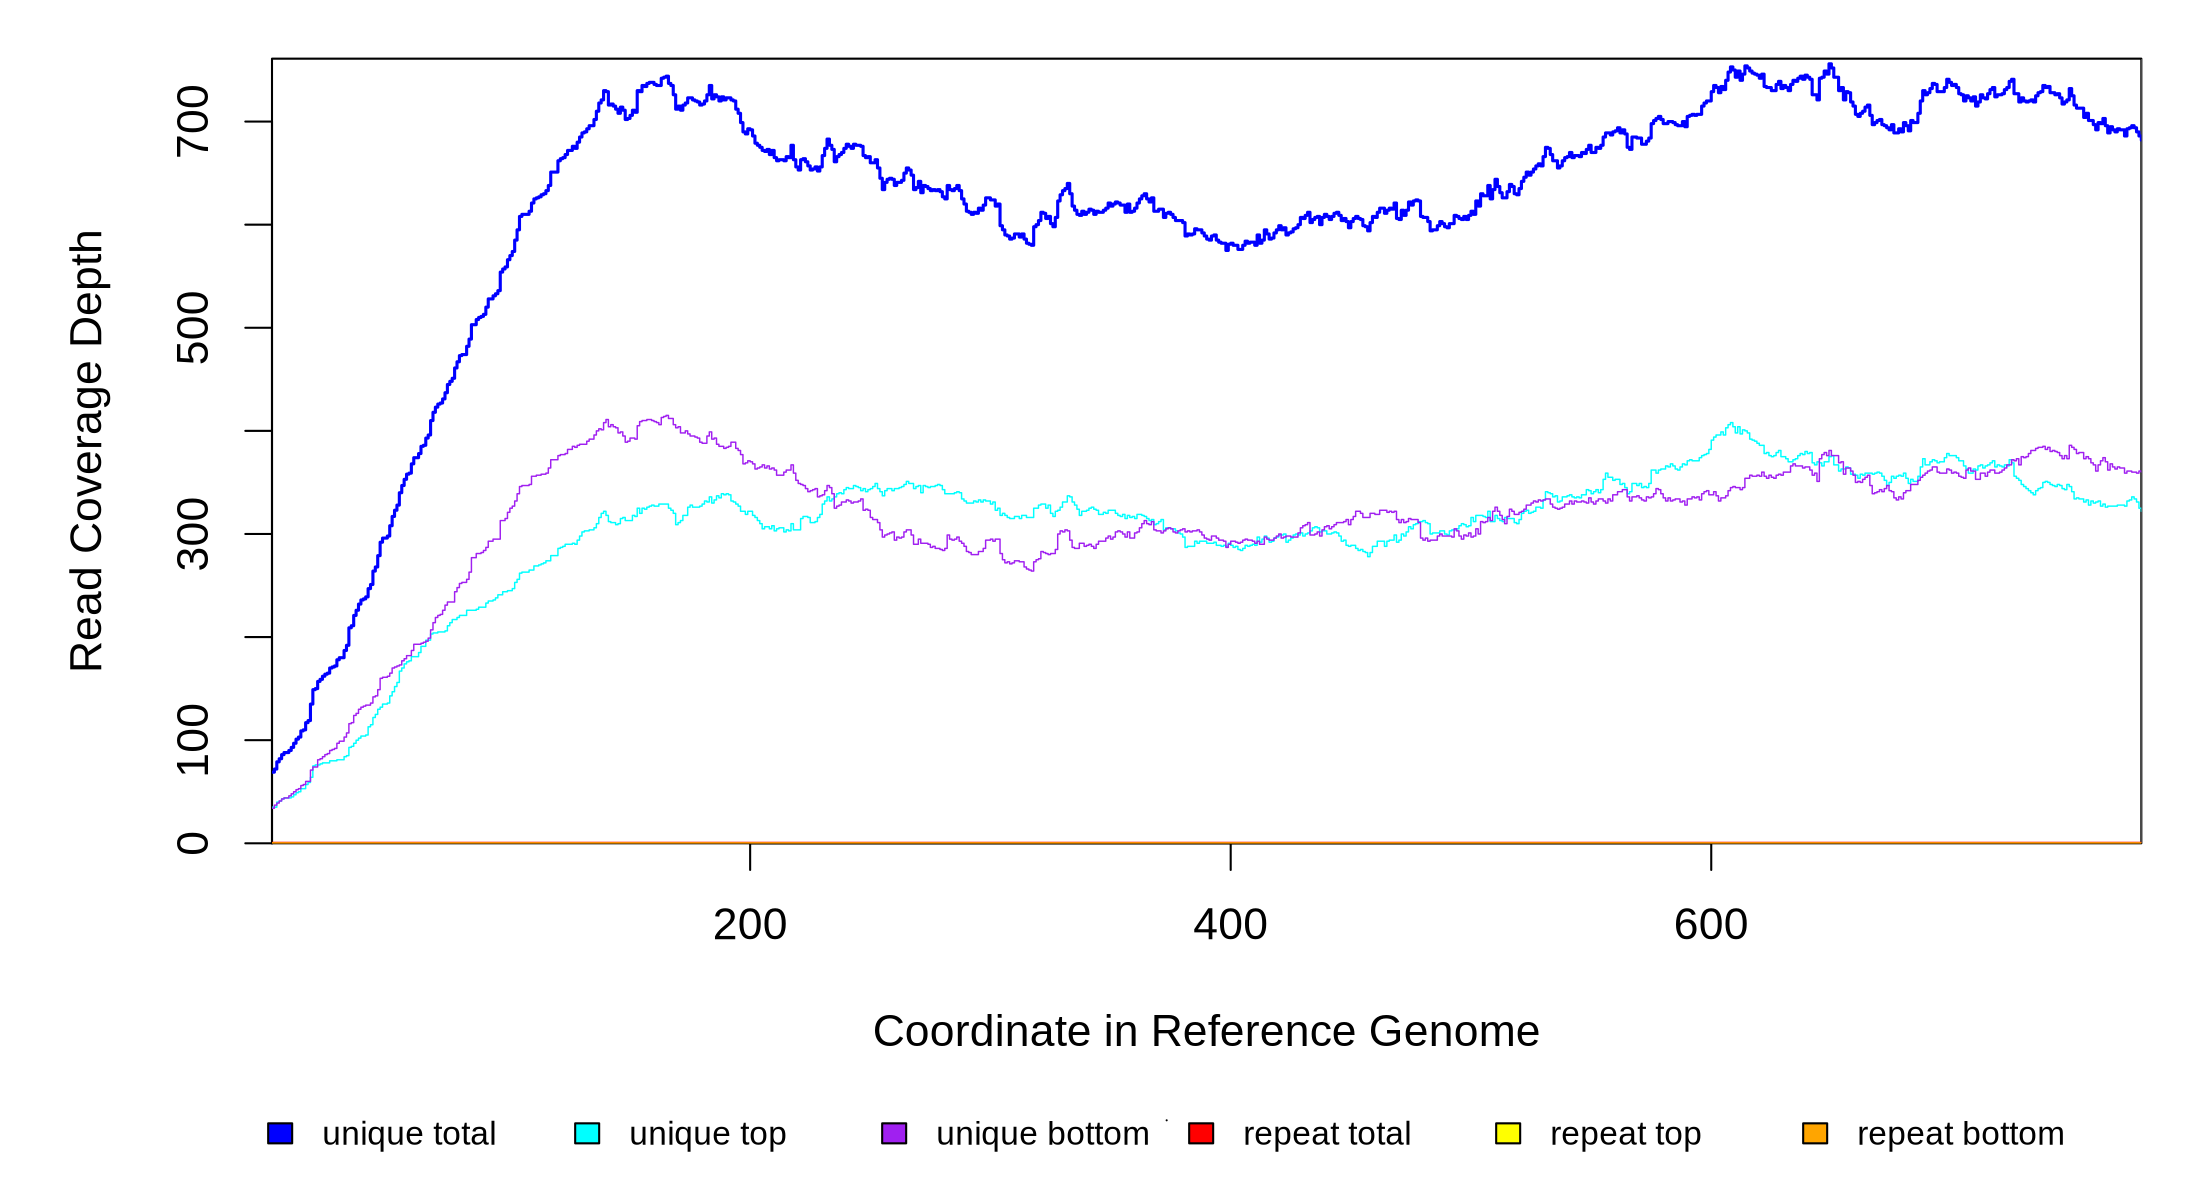 Read Coverage Depth
700
500
300
100
0
200 400 600
Coordinate in Reference Genome
unique total unique top unique bottom repeat total repeat top repeat bottom